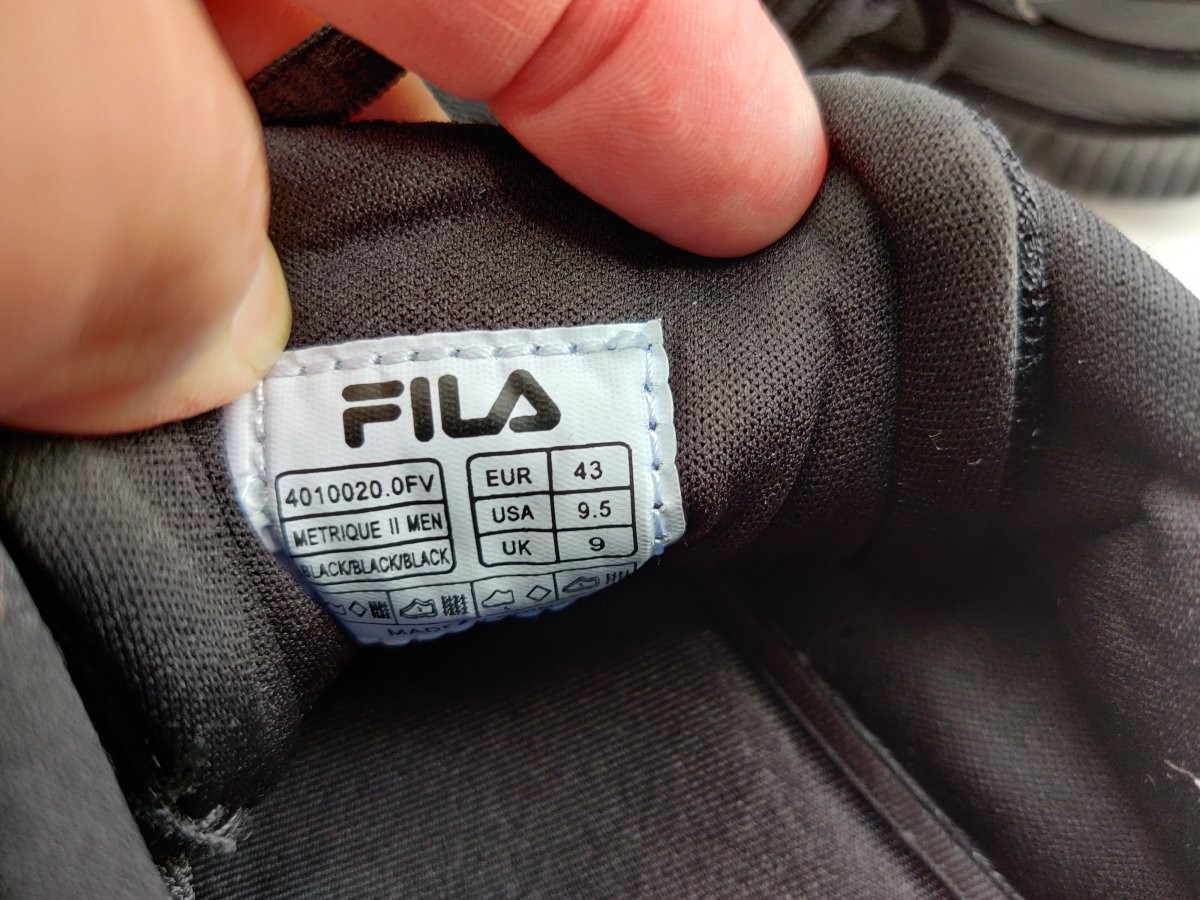 FILA
4010020.0FV
METRIQUE II MEN
BLACK/BLACK/BLACK
EUR 43
USA 9.5
UK 9